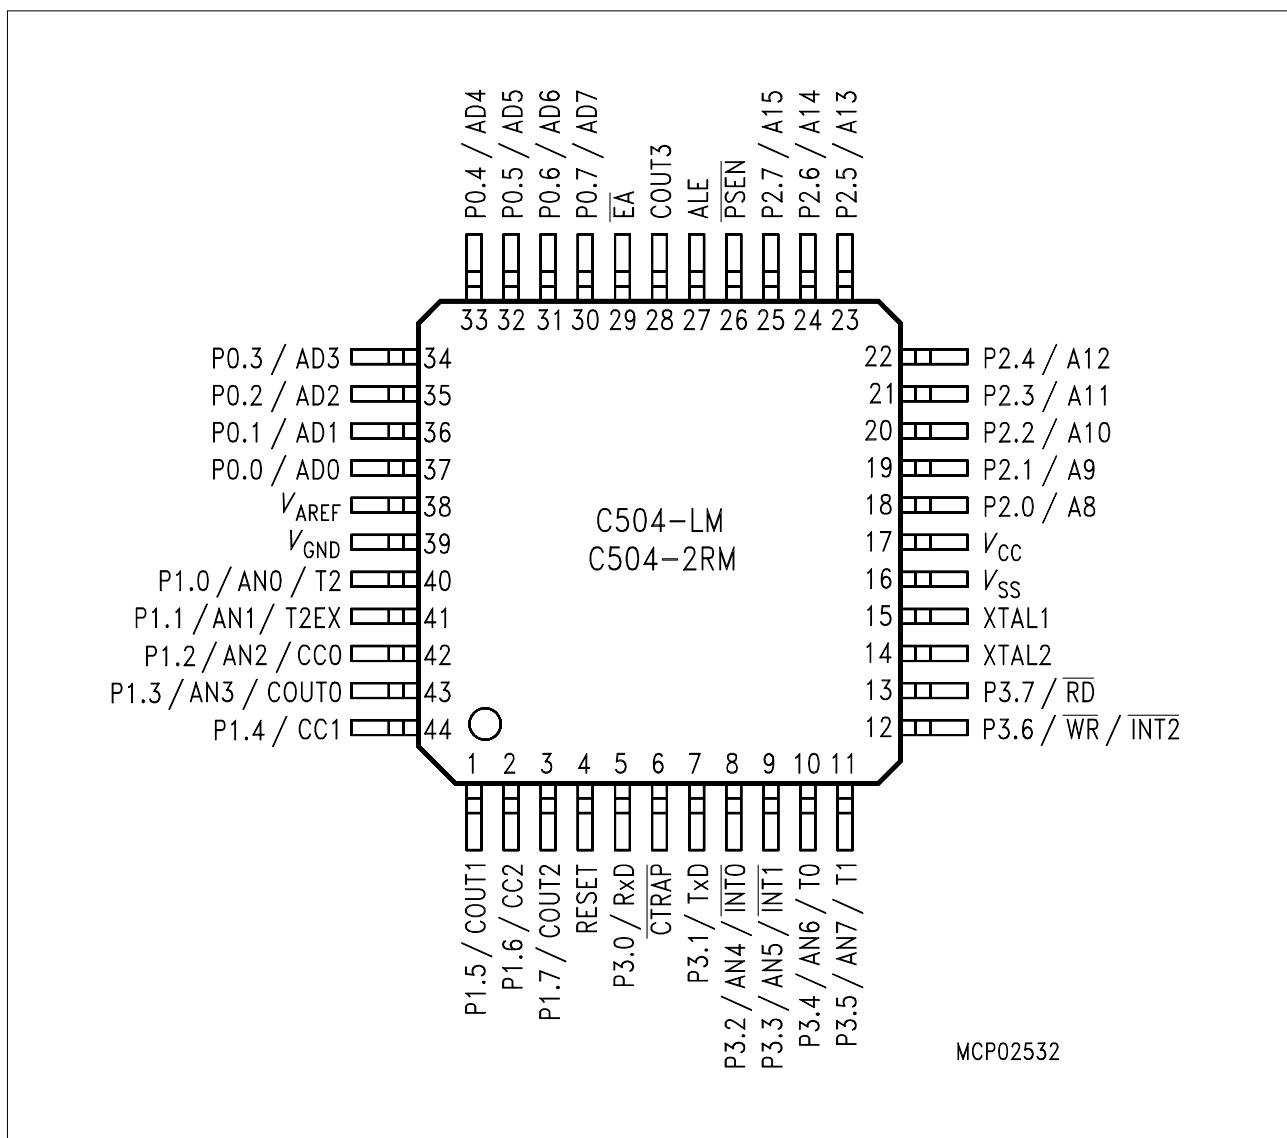 P0.4 / AD4
P0.5 / AD5
P0.6 / AD6
P0.7 / AD7
E̅A̅
COUT3
ALE
P̅S̅E̅N̅
P2.7 / A15
P2.6 / A14
P2.5 / A13
33 32 31 30 29 28 27 26 25 24 23
P0.3 / AD3 34
P0.2 / AD2 35
P0.1 / AD1 36
P0.0 / AD0 37
VAREF 38
VGND 39
P1.0 / AN0 / T2 40
P1.1 / AN1 / T2EX 41
P1.2 / AN2 / CC0 42
P1.3 / AN3 / COUT0 43
P1.4 / CC1 44
C504-LM
C504-2RM
22 P2.4 / A12
21 P2.3 / A11
20 P2.2 / A10
19 P2.1 / A9
18 P2.0 / A8
17 VCC
16 VSS
15 XTAL1
14 XTAL2
13 P3.7 / R̅D̅
12 P3.6 / W̅R̅ / I̅N̅T̅2̅
1 2 3 4 5 6 7 8 9 10 11
P1.5 / COUT1
P1.6 / CC2
P1.7 / COUT2
RESET
P3.0 / RxD
C̅T̅R̅A̅P̅
P3.1 / TxD
P3.2 / AN4 / I̅N̅T̅0̅
P3.3 / AN5 / I̅N̅T̅1̅
P3.4 / AN6 / T0
P3.5 / AN7 / T1
MCP02532